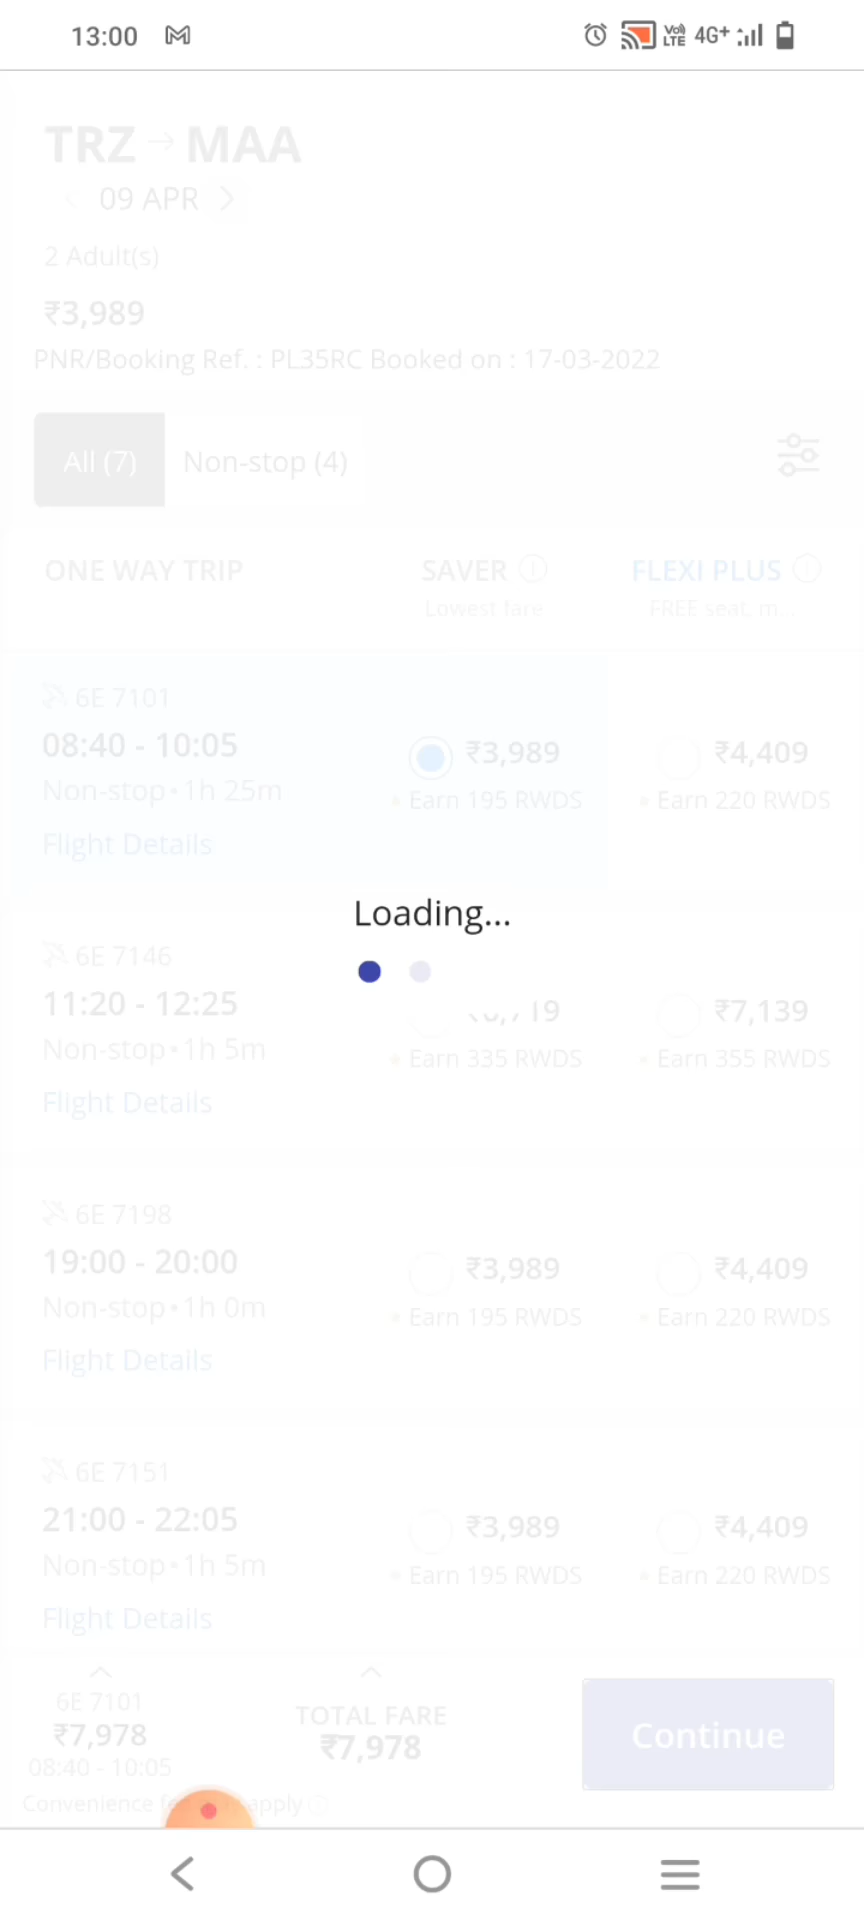 13:00 VoLTE 4G+
TRZ → MAA
09 APR
2 Adult(s)
₹3,989
PNR/Booking Ref. : PL35RC Booked on : 17-03-2022
All (7) Non-stop (4)
ONE WAY TRIP SAVER FLEXI PLUS
Lowest fare FREE seat, m...
6E 7101
08:40 - 10:05 ₹3,989 ₹4,409
Non-stop • 1h 25m Earn 195 RWDS Earn 220 RWDS
Flight Details
Loading...
6E 7146
11:20 - 12:25 ₹7,139
Non-stop • 1h 5m Earn 335 RWDS Earn 355 RWDS
Flight Details
6E 7198
19:00 - 20:00 ₹3,989 ₹4,409
Non-stop • 1h 0m Earn 195 RWDS Earn 220 RWDS
Flight Details
6E 7151
21:00 - 22:05 ₹3,989 ₹4,409
Non-stop • 1h 5m Earn 195 RWDS Earn 220 RWDS
Flight Details
6E 7101 TOTAL FARE Continue
₹7,978 ₹7,978
08:40 - 10:05
Convenience apply